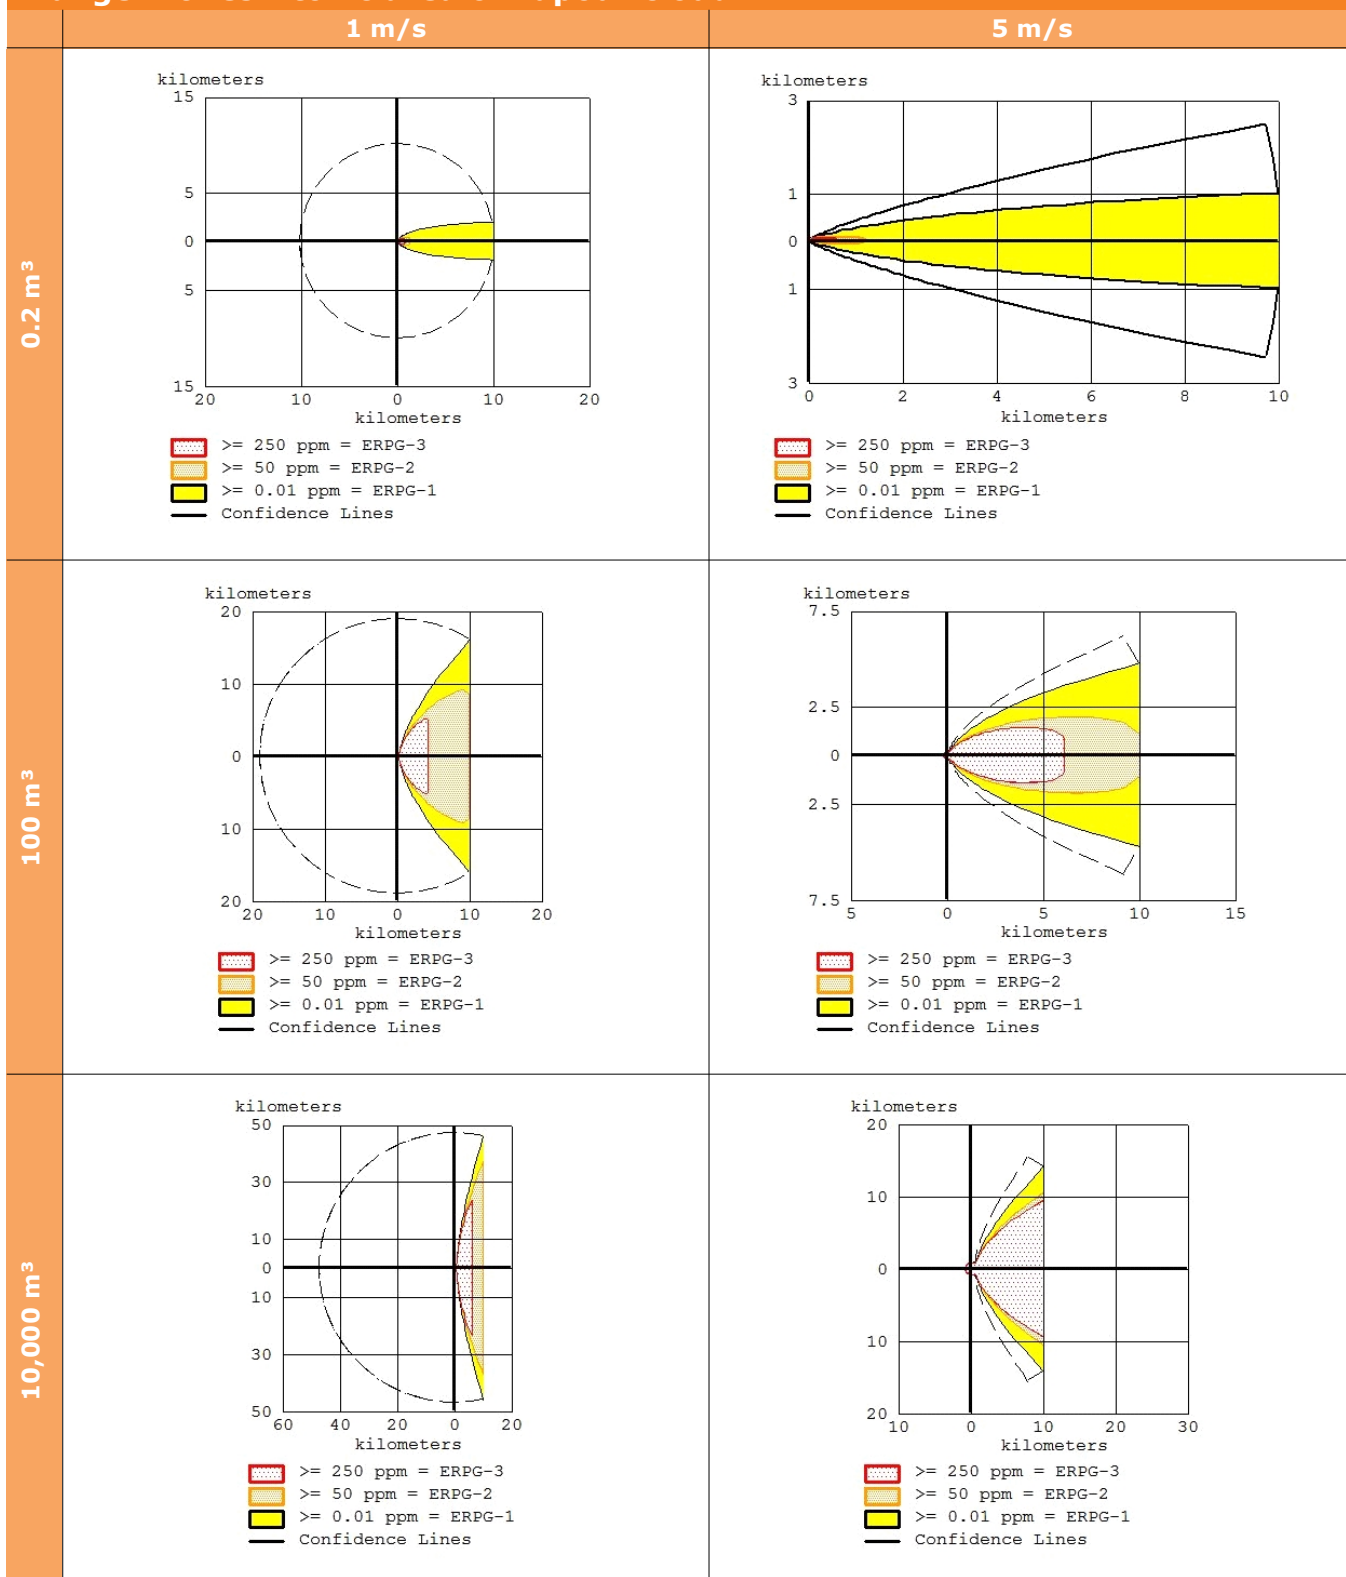 1 m/s
5 m/s
0.2 m³
kilometers
15
5
0
5
15
20
10
0
10
20
kilometers
>= 250 ppm = ERPG-3
>= 50 ppm = ERPG-2
>= 0.01 ppm = ERPG-1
Confidence Lines
kilometers
3
1
0
1
3
0
2
4
6
8
10
kilometers
>= 250 ppm = ERPG-3
>= 50 ppm = ERPG-2
>= 0.01 ppm = ERPG-1
Confidence Lines
100 m³
kilometers
20
10
0
10
20
20
10
0
10
20
kilometers
>= 250 ppm = ERPG-3
>= 50 ppm = ERPG-2
>= 0.01 ppm = ERPG-1
Confidence Lines
kilometers
7.5
2.5
0
2.5
7.5
5
0
5
10
15
kilometers
>= 250 ppm = ERPG-3
>= 50 ppm = ERPG-2
>= 0.01 ppm = ERPG-1
Confidence Lines
10,000 m³
kilometers
50
30
10
0
10
30
50
60
40
20
0
20
kilometers
>= 250 ppm = ERPG-3
>= 50 ppm = ERPG-2
>= 0.01 ppm = ERPG-1
Confidence Lines
kilometers
20
10
0
10
20
10
0
10
20
30
kilometers
>= 250 ppm = ERPG-3
>= 50 ppm = ERPG-2
>= 0.01 ppm = ERPG-1
Confidence Lines